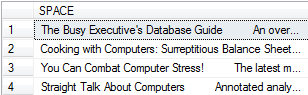 SPACE
1 The Busy Executive's Database Guide An over...
2 Cooking with Computers: Surreptitious Balance Sheet...
3 You Can Combat Computer Stress! The latest m...
4 Straight Talk About Computers Annotated analy...